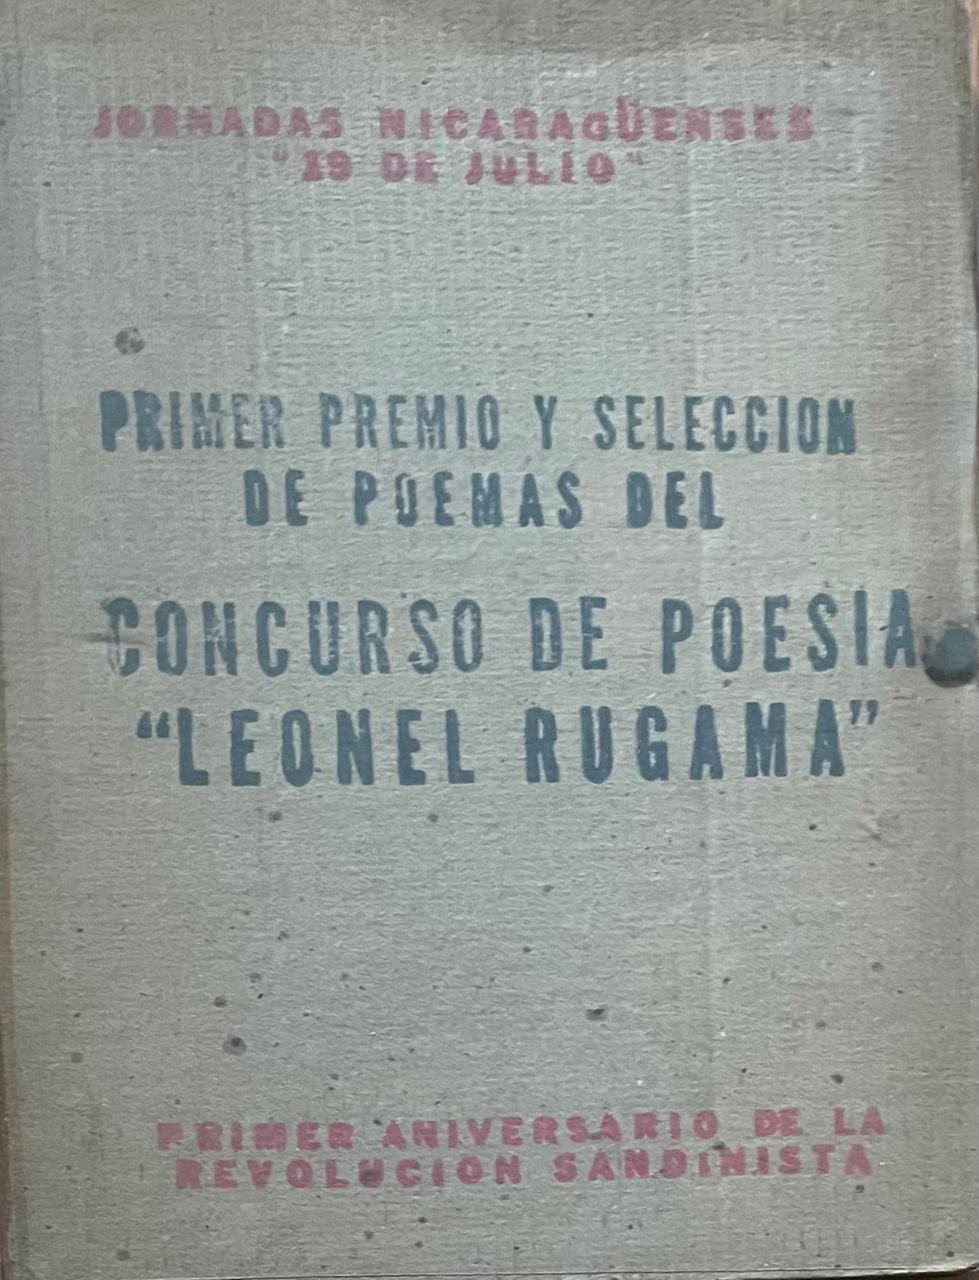 JORNADAS NICARAGÜENSES
"19 DE JULIO"
PRIMER PREMIO Y SELECCION
DE POEMAS DEL
CONCURSO DE POESIA
“LEONEL RUGAMA”
PRIMER ANIVERSARIO DE LA
REVOLUCION SANDINISTA